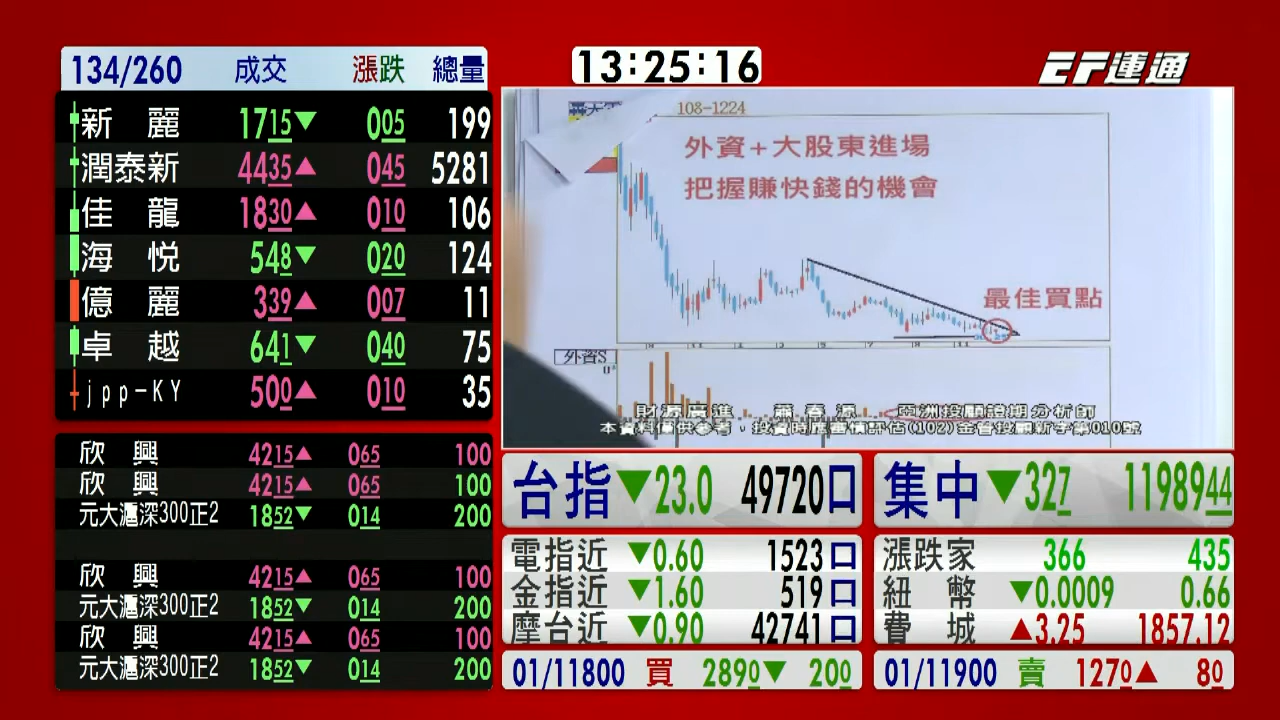 134/260 成交 漲跌 總量
13:25:16
EF運通
新麗 1715▼ 005 199
潤泰新 4435▲ 045 5281
佳龍 1830▲ 010 106
海悦 548▼ 020 124
億麗 339▲ 007 11
卓越 641▼ 040 75
jpp-KY 500▲ 010 35
欣興 4215▲ 065 100
欣興 4215▲ 065 100
元大滬深300正2 1852▼ 014 200
欣興 4215▲ 065 100
元大滬深300正2 1852▼ 014 200
欣興 4215▲ 065 100
元大滬深300正2 1852▼ 014 200
108-1224
外資+大股東進場
把握賺快錢的機會
最佳買點
外資S
財源廣進 蕭春源 亞洲投顧證期分析師
本資料僅供參考,投資時應審慎評估(102)金管投顧新字第010號
台指▼23.0 49720口
集中▼327 1198944
電指近▼0.60 1523口
金指近▼1.60 519口
摩台近▼0.90 42741口
漲跌家 366 435
紐幣▼0.0009 0.66
費城▲3.25 1857.12
01/11800 買 2890▼ 200
01/11900 賣 1270▲ 80